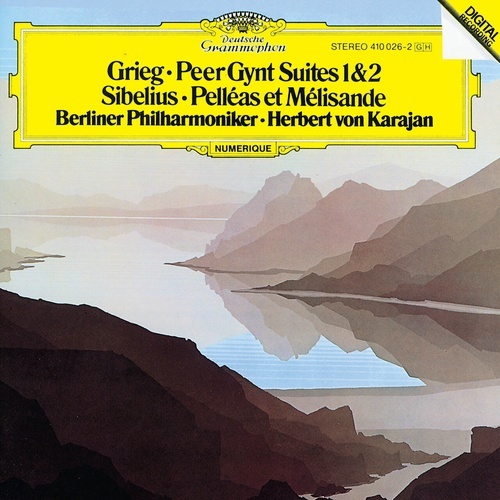 Deutsche
Grammophon
STEREO 410 026-2 GH
DIGITAL
RECORDING
Grieg · Peer Gynt Suites 1 & 2
Sibelius · Pelléas et Mélisande
Berliner Philharmoniker · Herbert von Karajan
NUMERIQUE